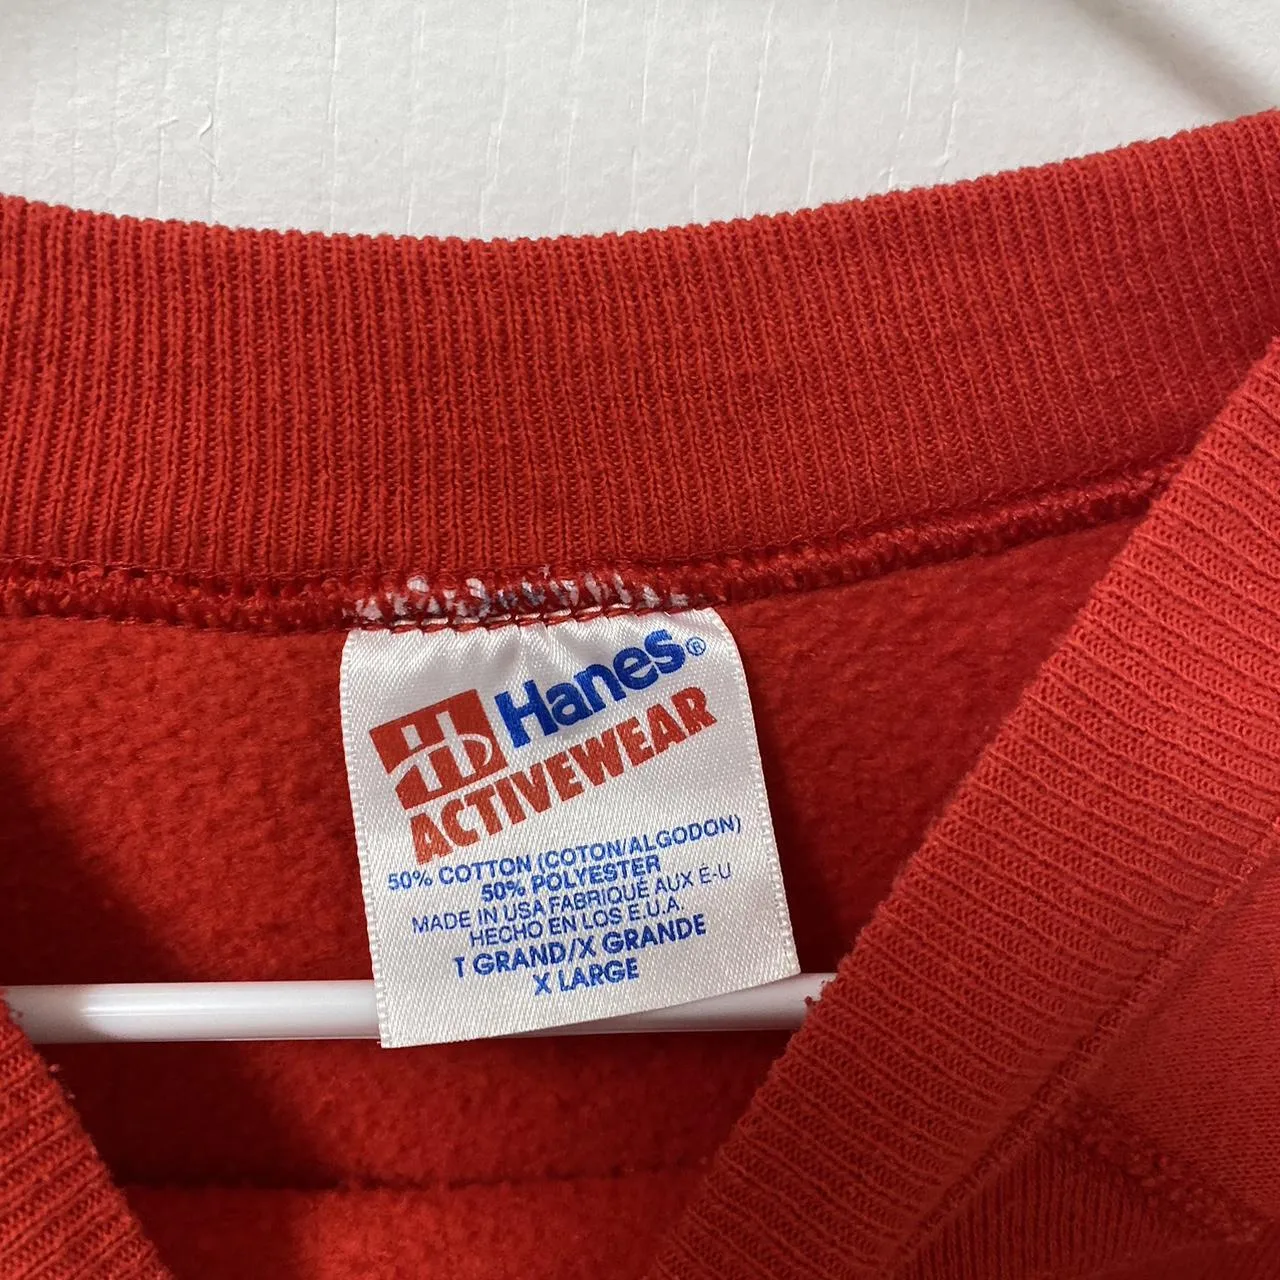 Hanes®
ACTIVEWEAR
50% COTTON (COTON/ALGODON)
50% POLYESTER
MADE IN USA FABRIQUÉ AUX É-U
HECHO EN LOS E.U.A.
T GRAND/X GRANDE
X LARGE